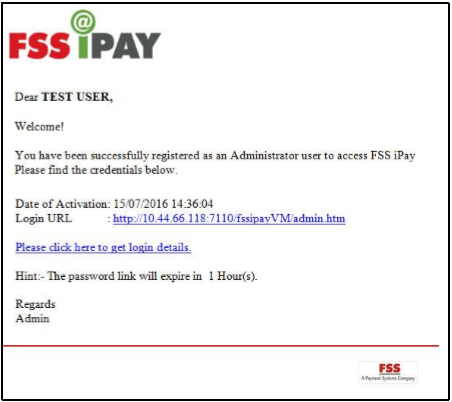 FSS iPAY
Dear TEST USER,
Welcome!
You have been successfully registered as an Administrator user to access FSS iPay
Please find the credentials below.
Date of Activation: 15/07/2016 14:36:04
Login URL : http://10.44.66.118:7110/fssipayVM/admin.htm
Please click here to get login details.
Hint:- The password link will expire in 1 Hour(s).
Regards
Admin
FSS
A Payment Systems Company